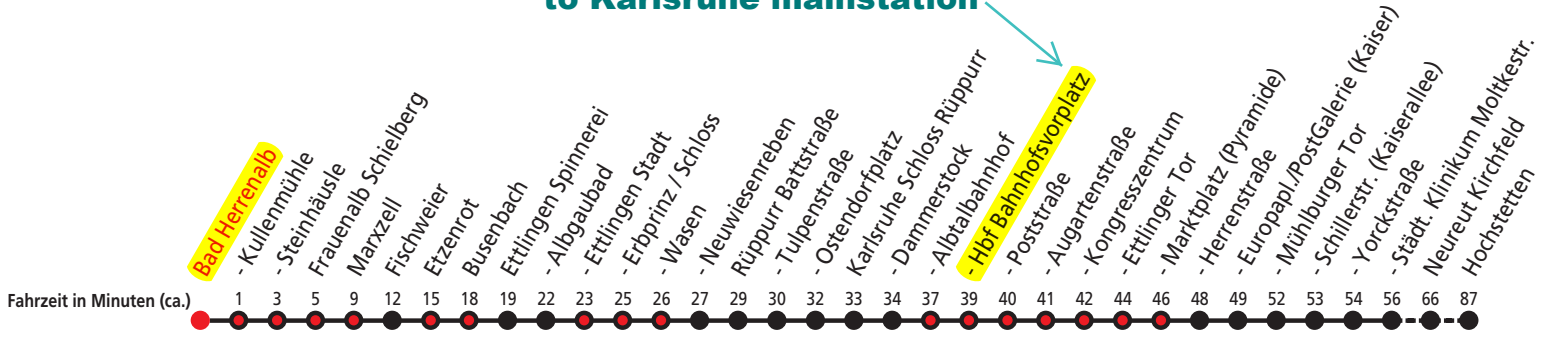 to Karlsruhe mainstation
Bad Herrenalb
- Kullenmühle
- Steinhäusle
Frauenalb Schielberg
Marxzell
Fischweier
Etzenrot
Busenbach
Ettlingen Spinnerei
- Albgaubad
- Ettlingen Stadt
- Erbprinz / Schloss
- Wasen
- Neuwiesenreben
Rüppurr Battstraße
- Tulpenstraße
- Ostendorfplatz
Karlsruhe Schloss Rüppurr
- Dammerstock
- Albtalbahnhof
- Hbf Bahnhofsvorplatz
- Poststraße
- Augartenstraße
- Kongresszentrum
- Ettlinger Tor
- Marktplatz (Pyramide)
- Herrenstraße
- Europapl./PostGalerie (Kaiser)
- Mühlburger Tor
- Schillerstr. (Kaiserallee)
- Yorckstraße
- Städt. Klinikum Moltkestr.
Neureut Kirchfeld
Hochstetten
Fahrzeit in Minuten (ca.) 1 3 5 9 12 15 18 19 22 23 25 26 27 29 30 32 33 34 37 39 40 41 42 44 46 48 49 52 53 54 56 66 87